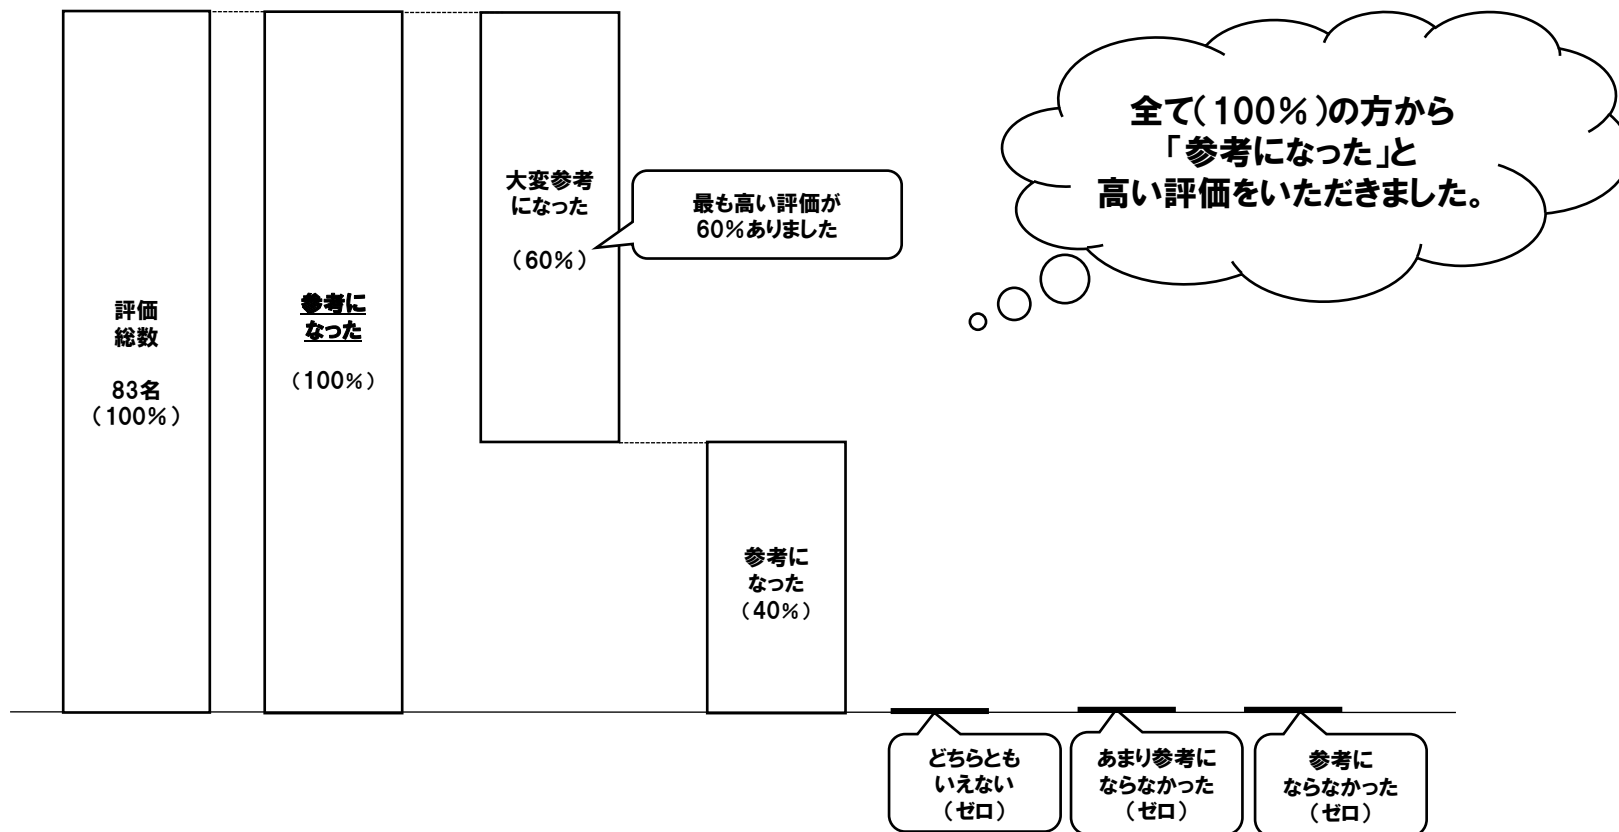 評価
総数
83名
（100％）
参考に
なった
（100％）
大変参考
になった
（60％）
最も高い評価が
60％ありました
全て（100％）の方から
「参考になった」と
高い評価をいただきました。
参考に
なった
（40％）
どちらとも
いえない
（ゼロ）
あまり参考に
ならなかった
（ゼロ）
参考に
ならなかった
（ゼロ）